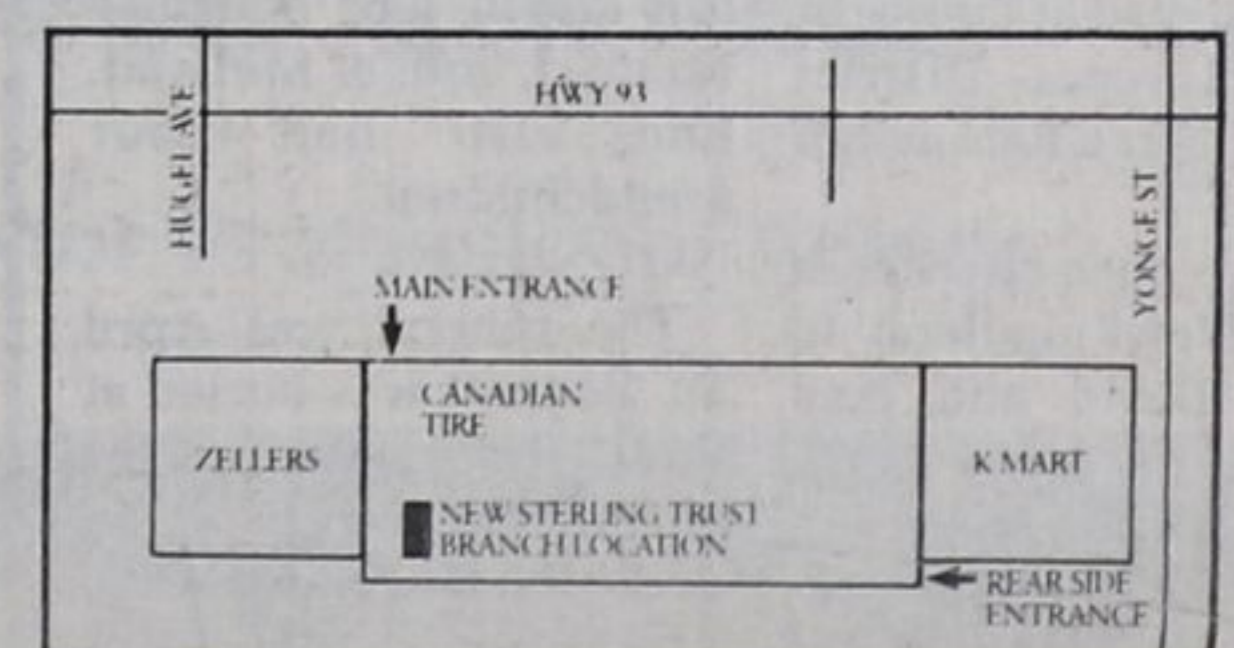 HWY 93
HUGEL AVE
YONGE ST
MAIN ENTRANCE
CANADIAN
TIRE
ZELLERS
K MART
NEW STERLING TRUST
BRANCH LOCATION
REAR SIDE
ENTRANCE